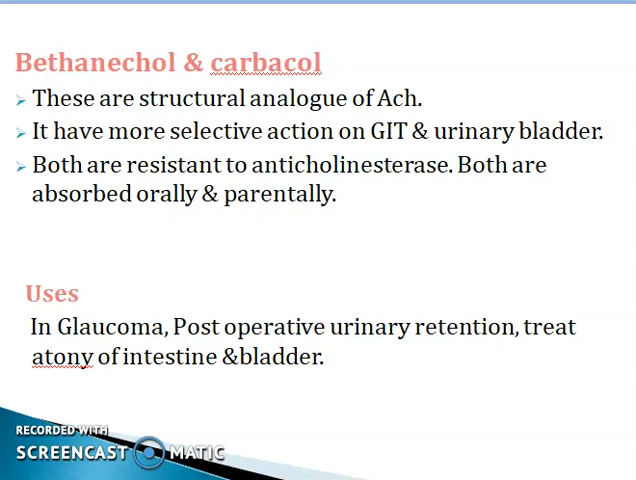 Bethanechol & carbacol
➢ These are structural analogue of Ach.
➢ It have more selective action on GIT & urinary bladder.
➢ Both are resistant to anticholinesterase. Both are
absorbed orally & parentally.
Uses
In Glaucoma, Post operative urinary retention, treat
atony of intestine &bladder.
RECORDED WITH
SCREENCAST MATIC